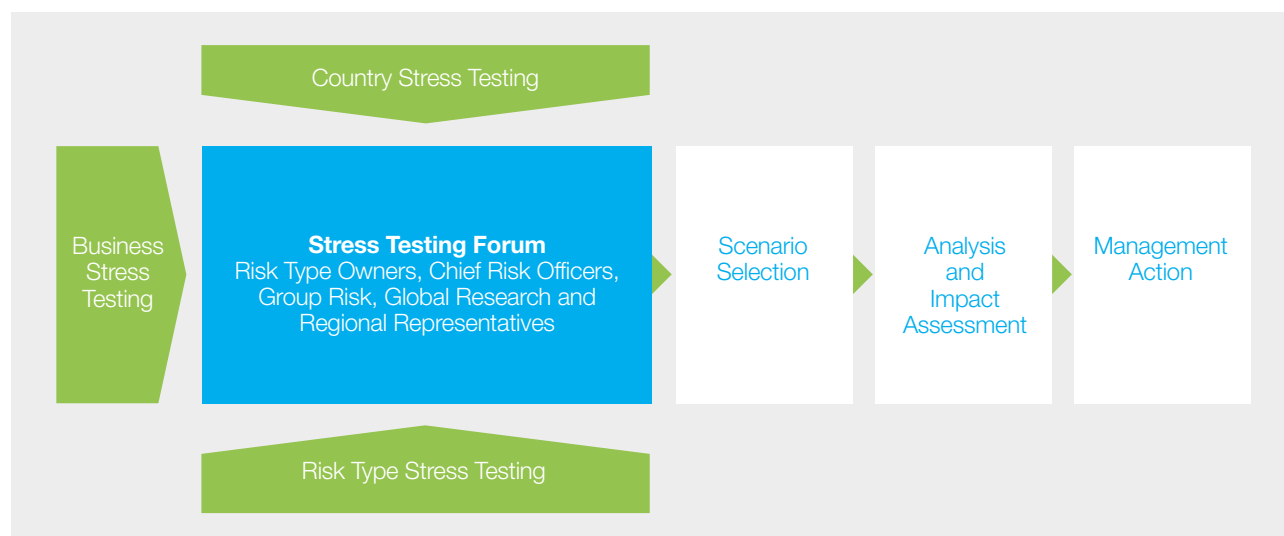 Country Stress Testing
Business
Stress
Testing
Stress Testing Forum
Risk Type Owners, Chief Risk Officers,
Group Risk, Global Research and
Regional Representatives
Scenario
Selection
Analysis
and
Impact
Assessment
Management
Action
Risk Type Stress Testing